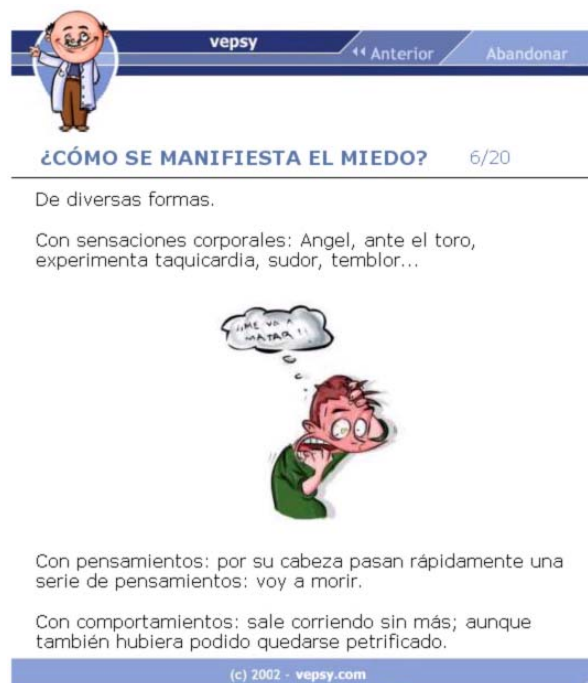 vepsy
Anterior
Abandonar
¿CÓMO SE MANIFIESTA EL MIEDO? 6/20
De diversas formas.
Con sensaciones corporales: Angel, ante el toro,
experimenta taquicardia, sudor, temblor...
¡¡ME VA A
MATAR!!
Con pensamientos: por su cabeza pasan rápidamente una
serie de pensamientos: voy a morir.
Con comportamientos: sale corriendo sin más; aunque
también hubiera podido quedarse petrificado.
(c) 2002 - vepsy.com